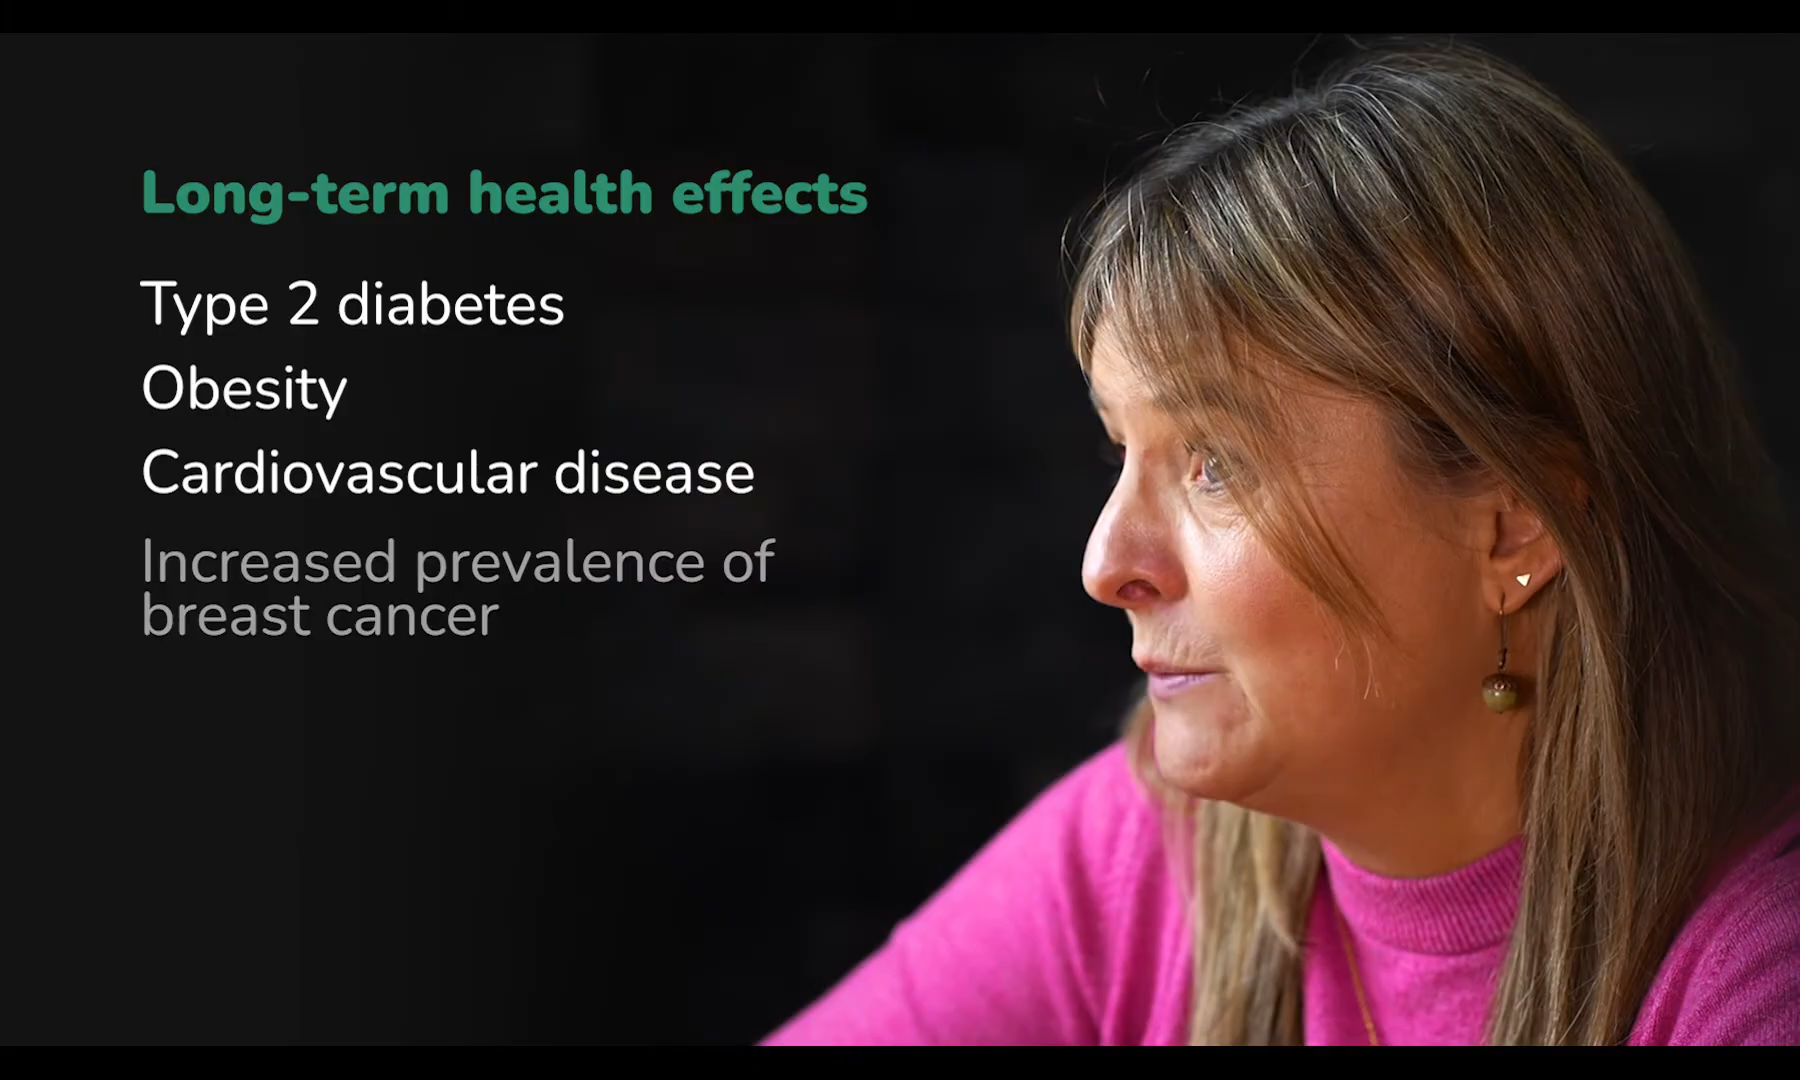 Long-term health effects
Type 2 diabetes
Obesity
Cardiovascular disease
Increased prevalence of
breast cancer